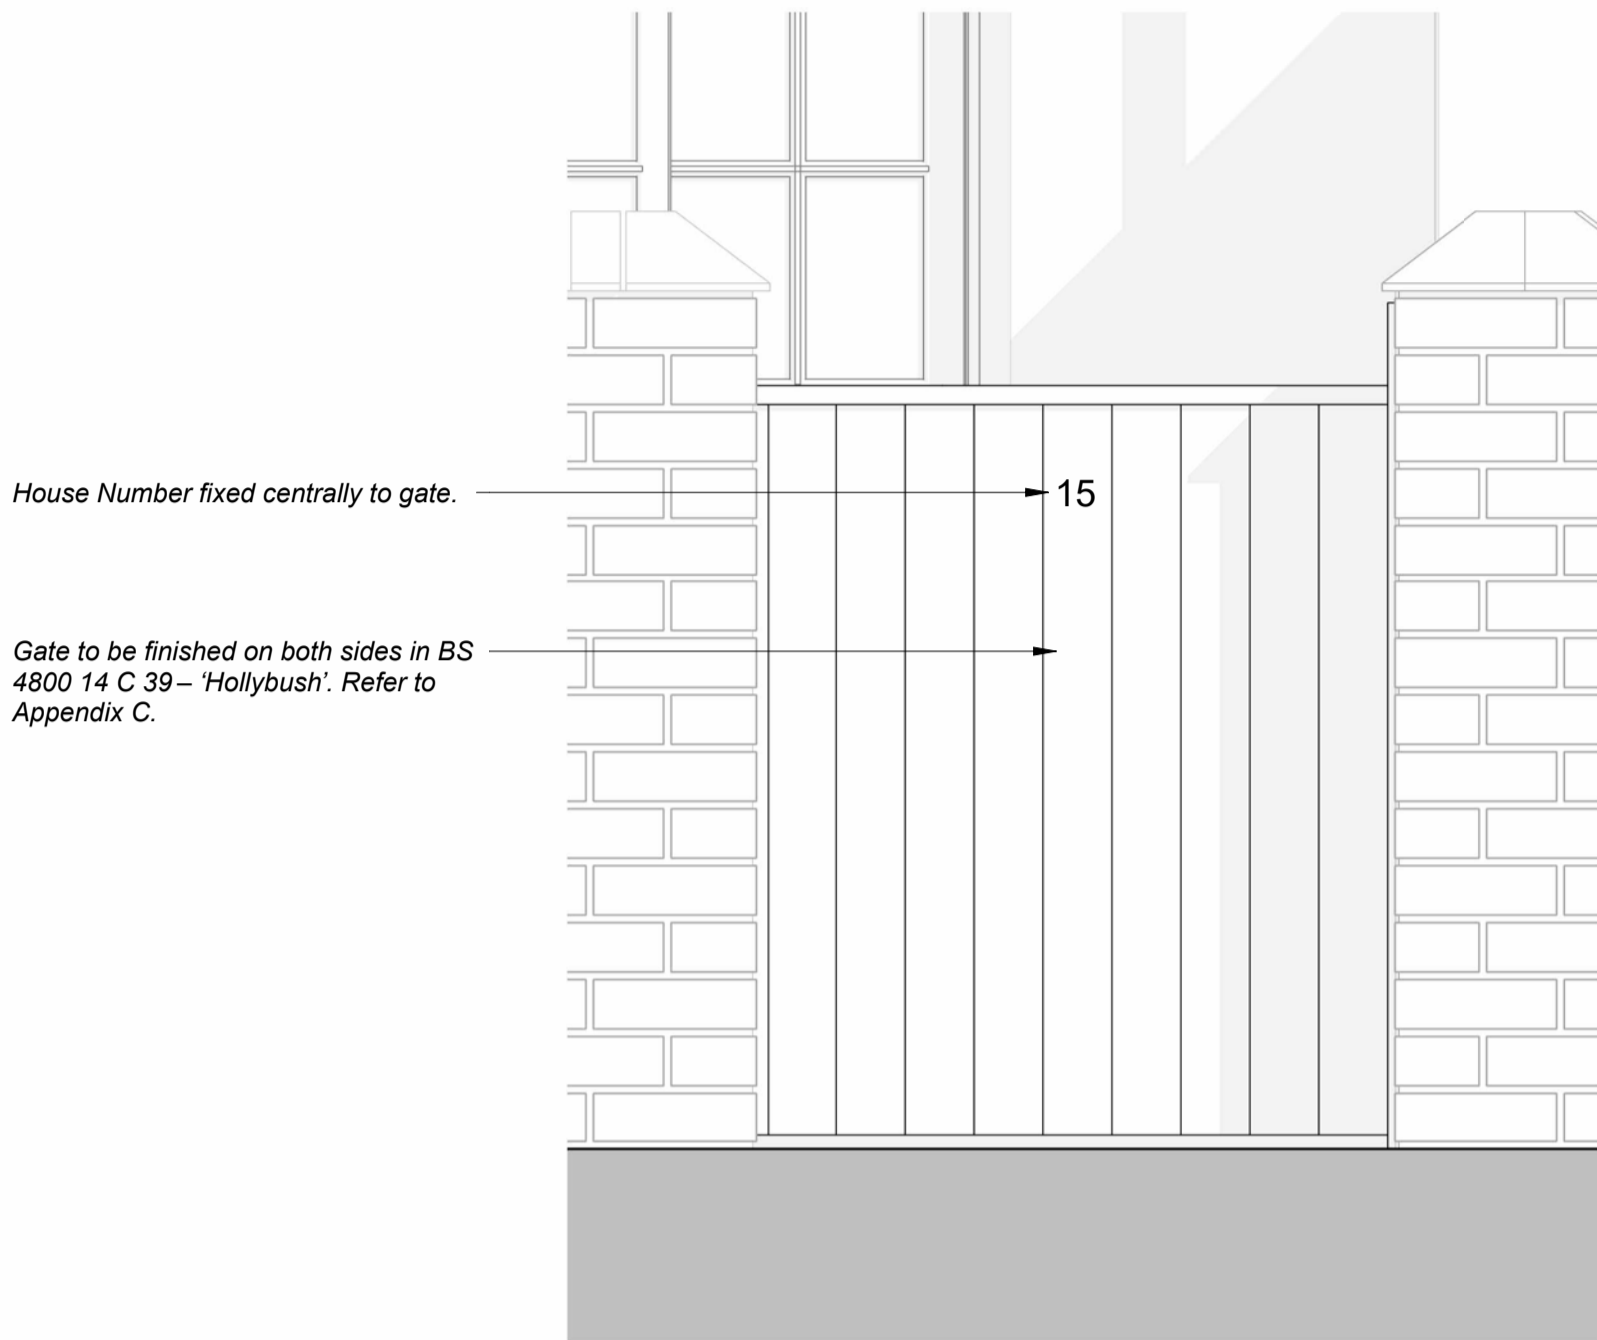 House Number fixed centrally to gate.
15
Gate to be finished on both sides in BS
4800 14 C 39 – ‘Hollybush’. Refer to
Appendix C.